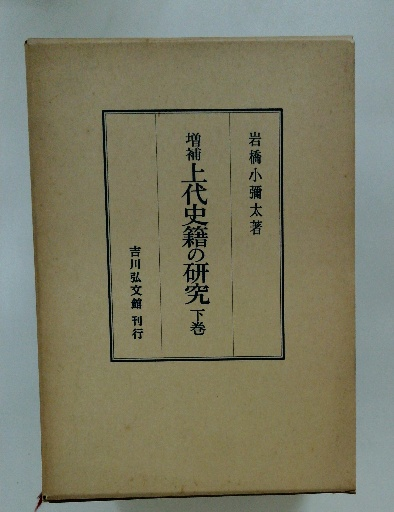 岩橋小彌太著
増補 上代史籍の研究 下巻
吉川弘文館 刊行